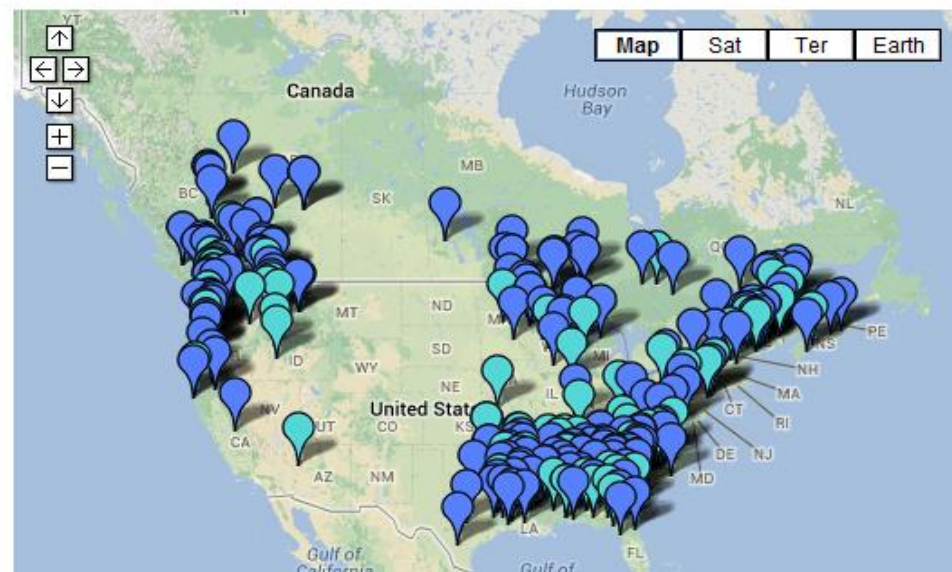 YT
NT
Map Sat Ter Earth
Canada
Hudson
Bay
MB
BC
SK
NL
MT
ND
PE
SD
ID
WY
MI
NS
NH
NE
IL
MA
United Stat
CT
RI
NV
UT
CO
KS
CA
DE
NJ
AZ
NM
MD
LA
FL
Gulf of
California
Gulf of